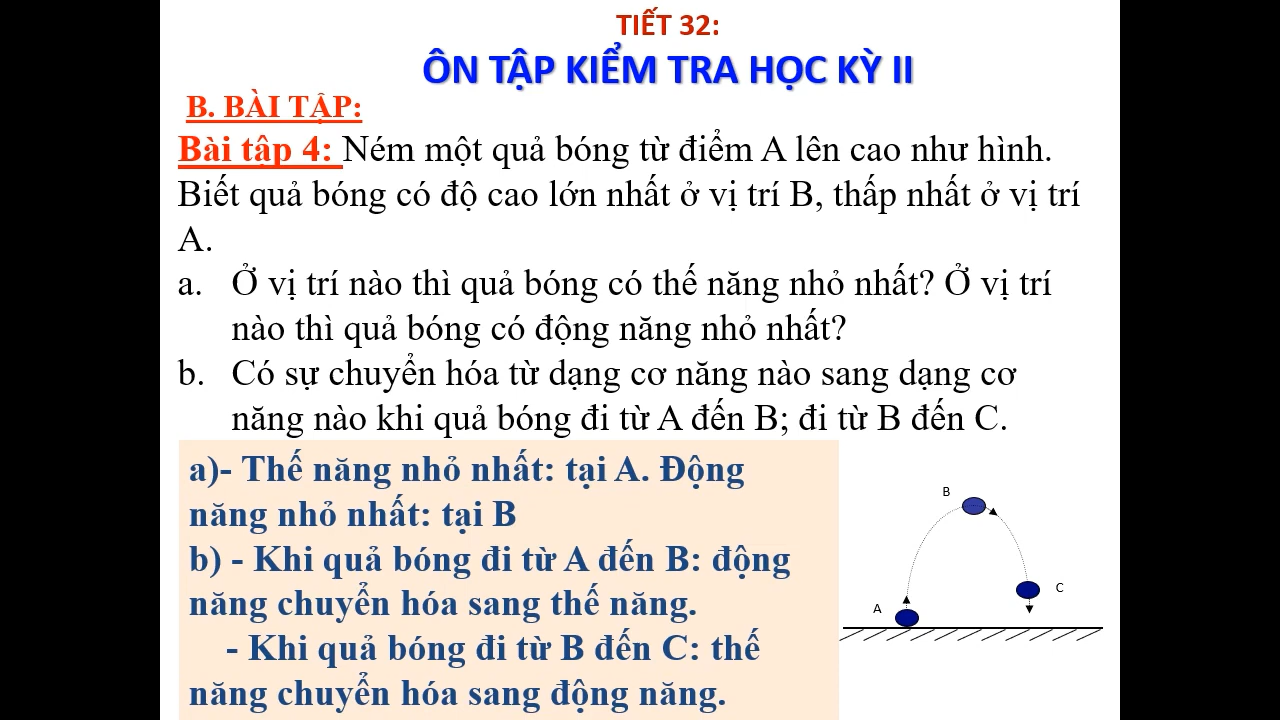 TIẾT 32:
ÔN TẬP KIỂM TRA HỌC KỲ II
B. BÀI TẬP:
Bài tập 4: Ném một quả bóng từ điểm A lên cao như hình.
Biết quả bóng có độ cao lớn nhất ở vị trí B, thấp nhất ở vị trí
A.
a. Ở vị trí nào thì quả bóng có thế năng nhỏ nhất? Ở vị trí
nào thì quả bóng có động năng nhỏ nhất?
b. Có sự chuyển hóa từ dạng cơ năng nào sang dạng cơ
năng nào khi quả bóng đi từ A đến B; đi từ B đến C.
a)- Thế năng nhỏ nhất: tại A. Động
năng nhỏ nhất: tại B
b) - Khi quả bóng đi từ A đến B: động
năng chuyển hóa sang thế năng.
- Khi quả bóng đi từ B đến C: thế
năng chuyển hóa sang động năng.
B
C
A